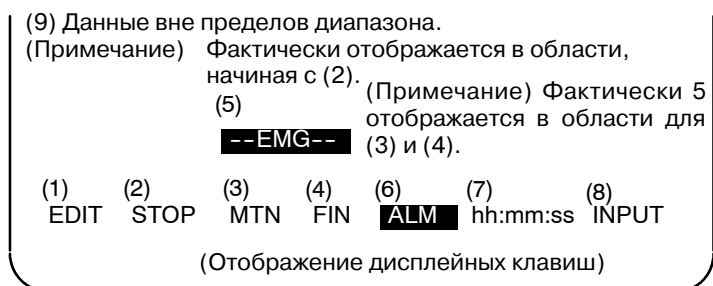 (9) Данные вне пределов диапазона.
(Примечание) Фактически отображается в области,
начиная с (2).
(Примечание) Фактически 5
отображается в области для
(3) и (4).
(5)
--EMG--
(1) (2) (3) (4) (6) (7) (8)
EDIT STOP MTN FIN ALM hh:mm:ss INPUT
(Отображение дисплейных клавиш)